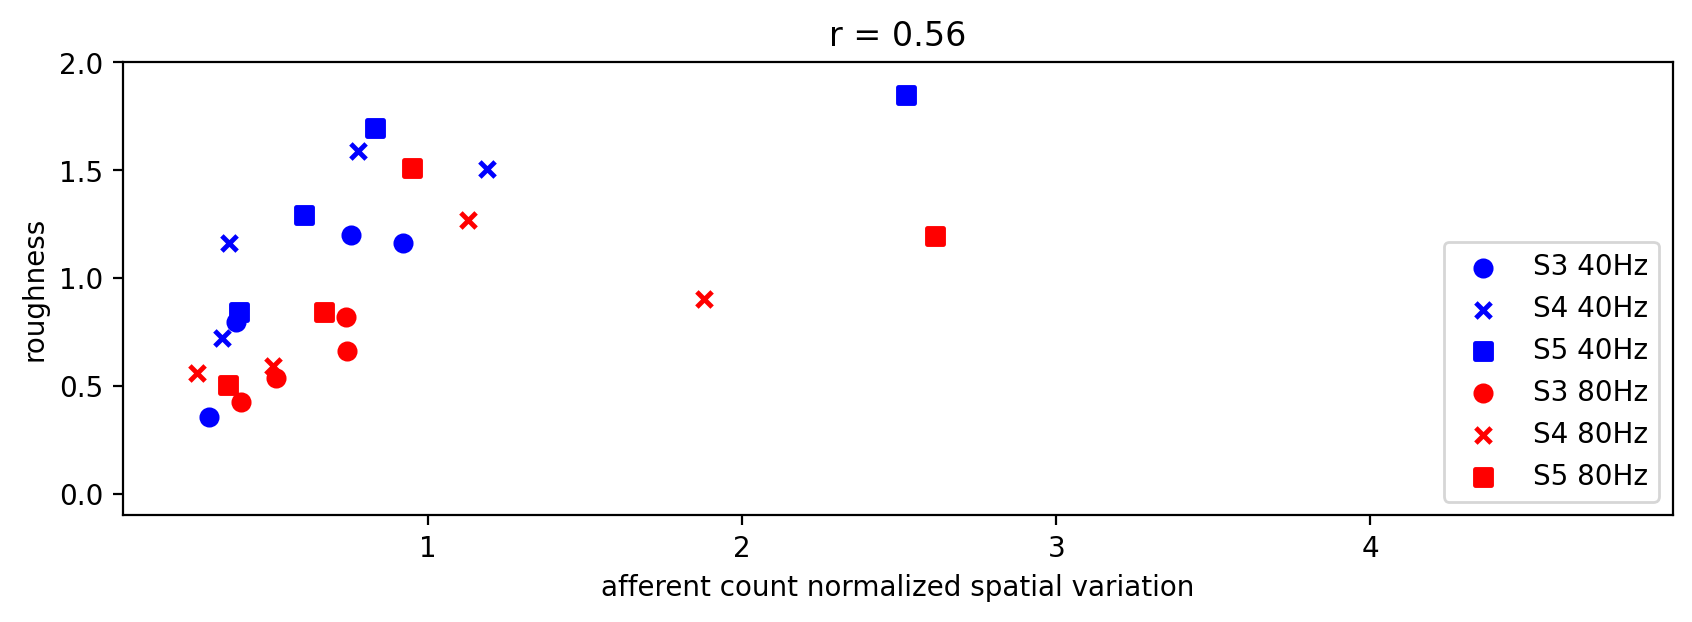 r = 0.56
2.0
1.5
1.0
0.5
0.0
roughness
1 2 3 4
afferent count normalized spatial variation
S3 40Hz
S4 40Hz
S5 40Hz
S3 80Hz
S4 80Hz
S5 80Hz